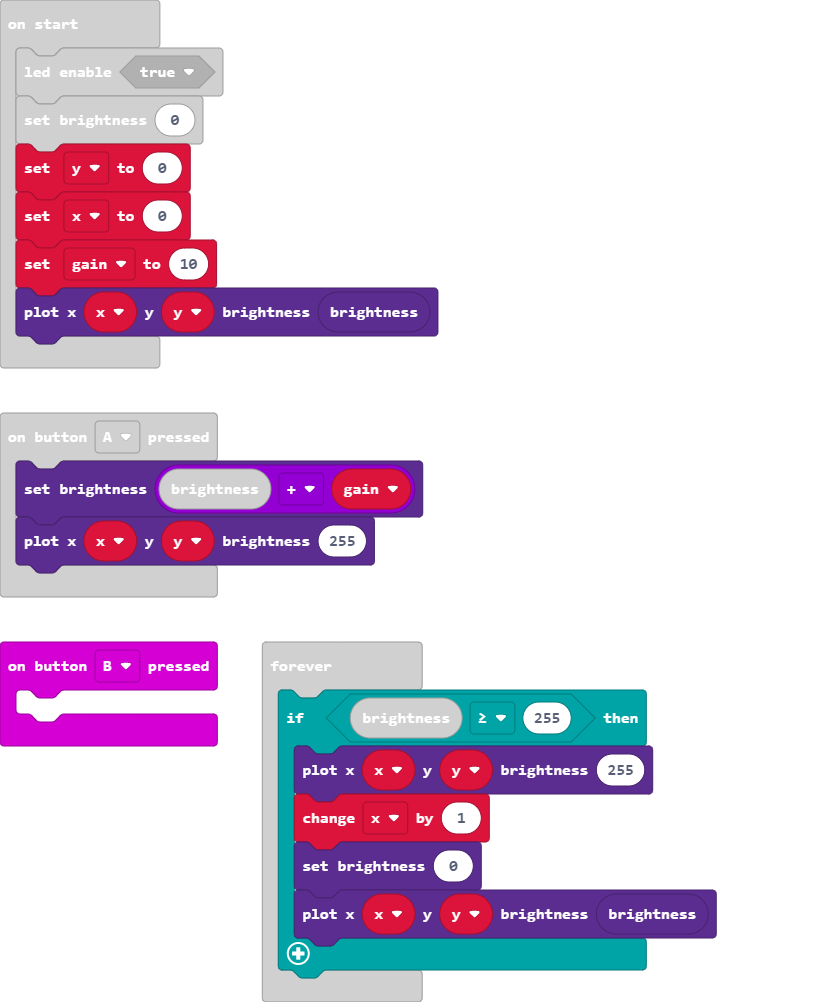 on start
led enable true
set brightness 0
set y to 0
set x to 0
set gain to 10
plot x x y y brightness brightness
on button A pressed
set brightness brightness + gain
plot x x y y brightness 255
on button B pressed
forever
if brightness ≥ 255 then
plot x x y y brightness 255
change x by 1
set brightness 0
plot x x y y brightness brightness